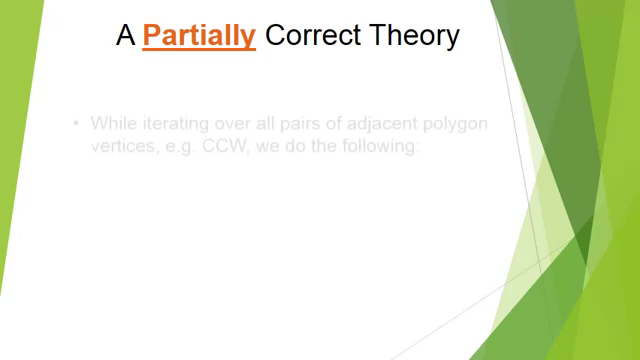 A Partially Correct Theory
• While iterating over all pairs of adjacent polygon
vertices, e.g. CCW, we do the following: